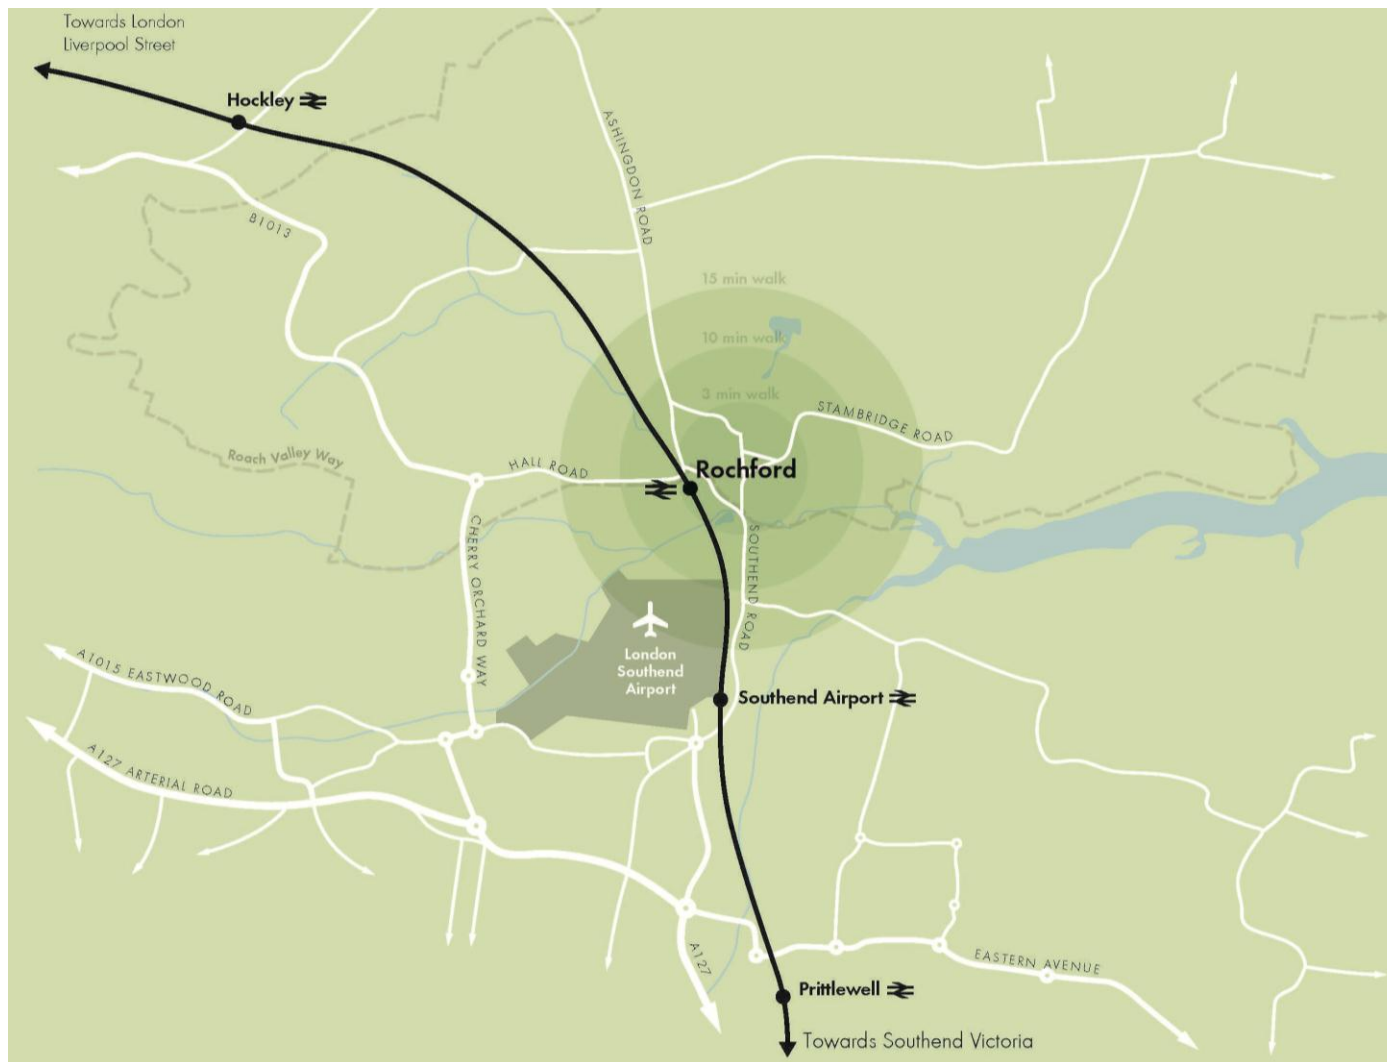 Towards London
Liverpool Street
Hockley
ASHINGDON ROAD
B1013
15 min walk
10 min walk
3 min walk
STAMBRIDGE ROAD
Roach Valley Way
HALL ROAD
Rochford
CHERRY ORCHARD WAY
SOUTHEND ROAD
London
Southend
Airport
A1015 EASTWOOD ROAD
Southend Airport
A127 ARTERIAL ROAD
A127
EASTERN AVENUE
Prittlewell
Towards Southend Victoria